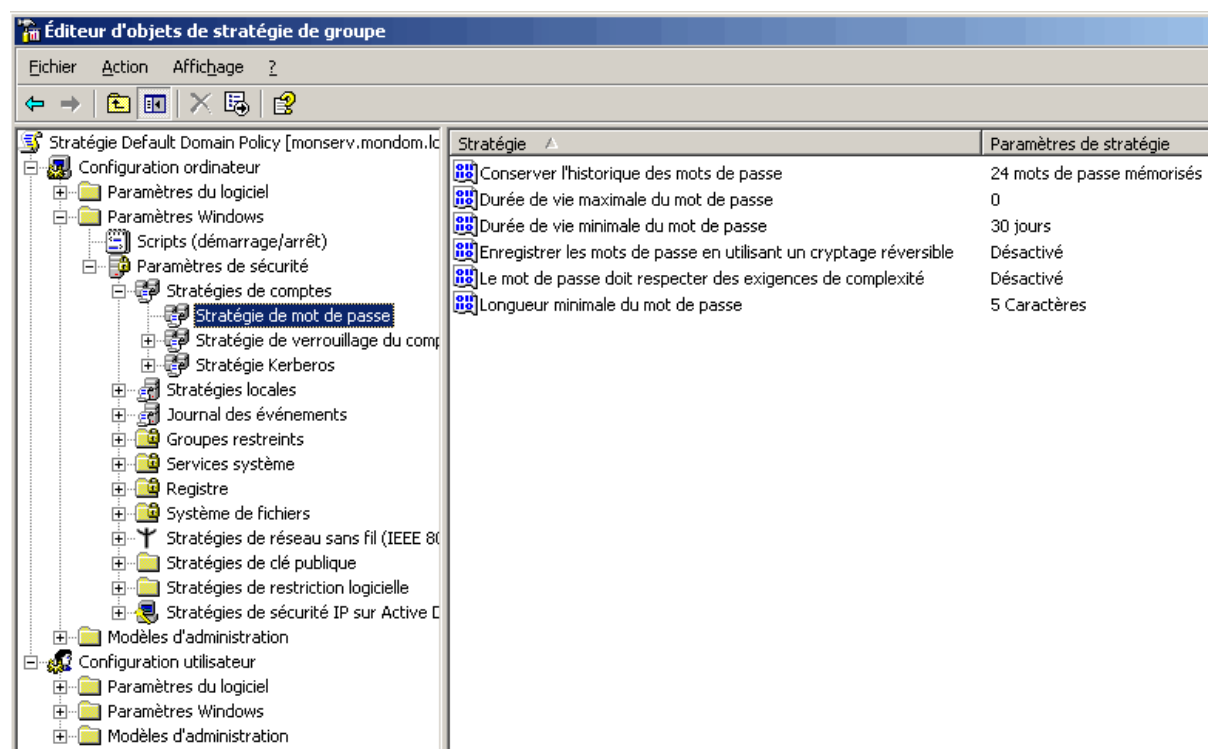 Éditeur d'objets de stratégie de groupe
Fichier Action Affichage ?
Stratégie Default Domain Policy [monserv.mondom.lc
Configuration ordinateur
Paramètres du logiciel
Paramètres Windows
Scripts (démarrage/arrêt)
Paramètres de sécurité
Stratégies de comptes
Stratégie de mot de passe
Stratégie de verrouillage du comp
Stratégie Kerberos
Stratégies locales
Journal des événements
Groupes restreints
Services système
Registre
Système de fichiers
Stratégies de réseau sans fil (IEEE 80
Stratégies de clé publique
Stratégies de restriction logicielle
Stratégies de sécurité IP sur Active D
Modèles d'administration
Configuration utilisateur
Paramètres du logiciel
Paramètres Windows
Modèles d'administration
Stratégie Paramètres de stratégie
Conserver l'historique des mots de passe 24 mots de passe mémorisés
Durée de vie maximale du mot de passe 0
Durée de vie minimale du mot de passe 30 jours
Enregistrer les mots de passe en utilisant un cryptage réversible Désactivé
Le mot de passe doit respecter des exigences de complexité Désactivé
Longueur minimale du mot de passe 5 Caractères